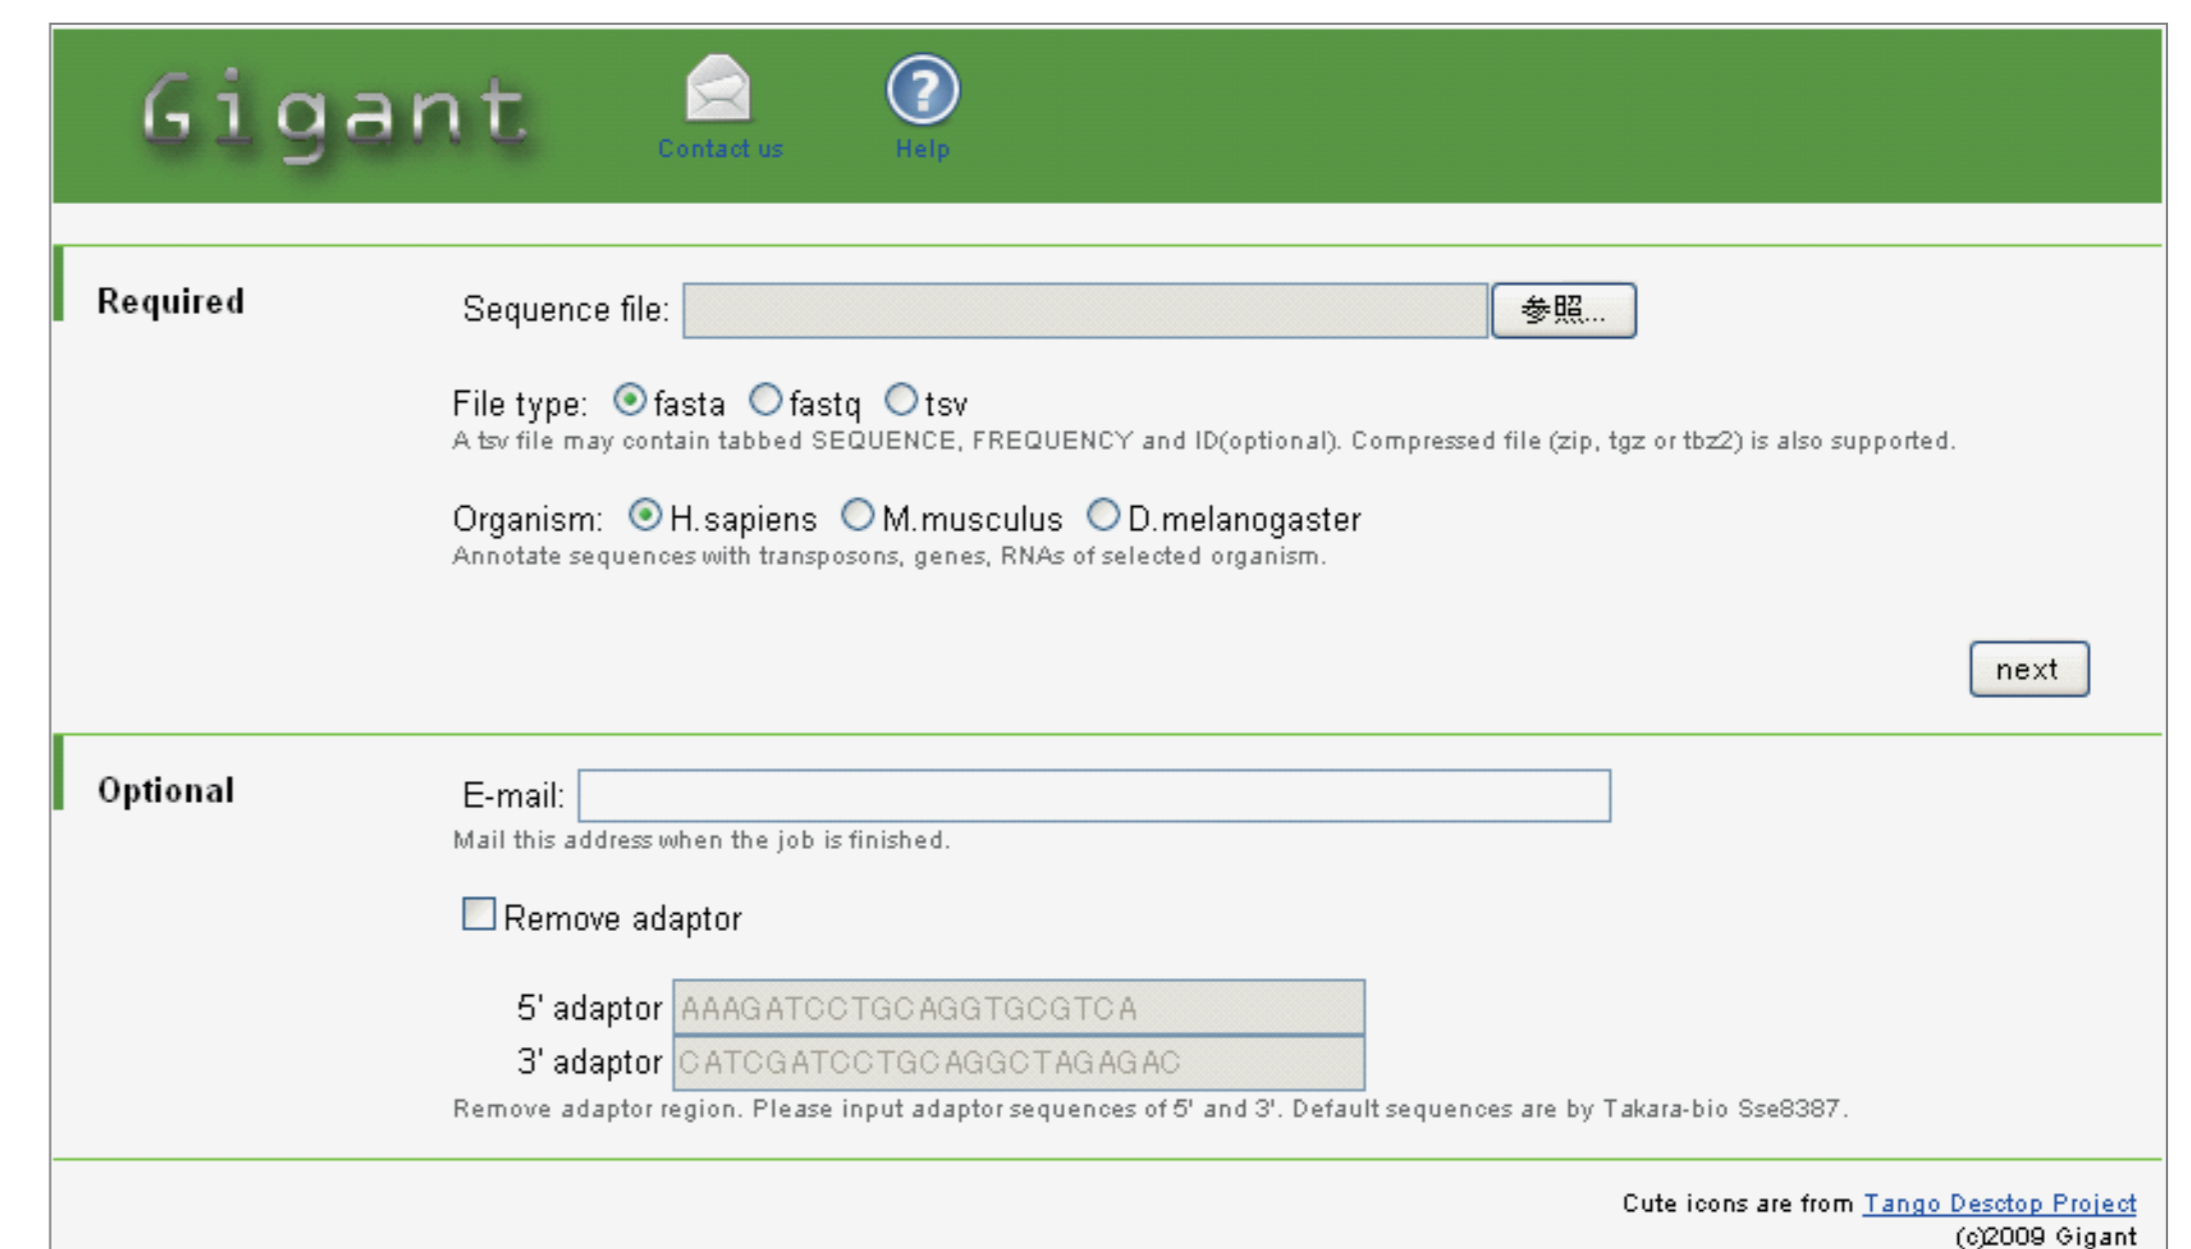 Gigant
Contact us
Help
Required
Sequence file: 参照...
File type: fasta fastq tsv
A tsv file may contain tabbed SEQUENCE, FREQUENCY and ID(optional). Compressed file (zip, tgz or tbz2) is also supported.
Organism: H.sapiens M.musculus D.melanogaster
Annotate sequences with transposons, genes, RNAs of selected organism.
next
Optional
E-mail:
Mail this address when the job is finished.
Remove adaptor
5' adaptor AAAGATCCTGCAGGTGCGTCA
3' adaptor CATCGATCCTGCAGGCTAGAGAC
Remove adaptor region. Please input adaptor sequences of 5' and 3'. Default sequences are by Takara-bio Sse8387.
Cute icons are from Tango Desctop Project
(c)2009 Gigant